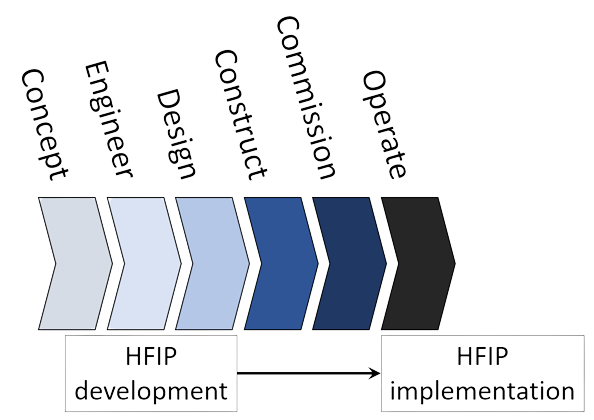 Concept
Engineer
Design
Construct
Commission
Operate
HFIP
development
HFIP
implementation